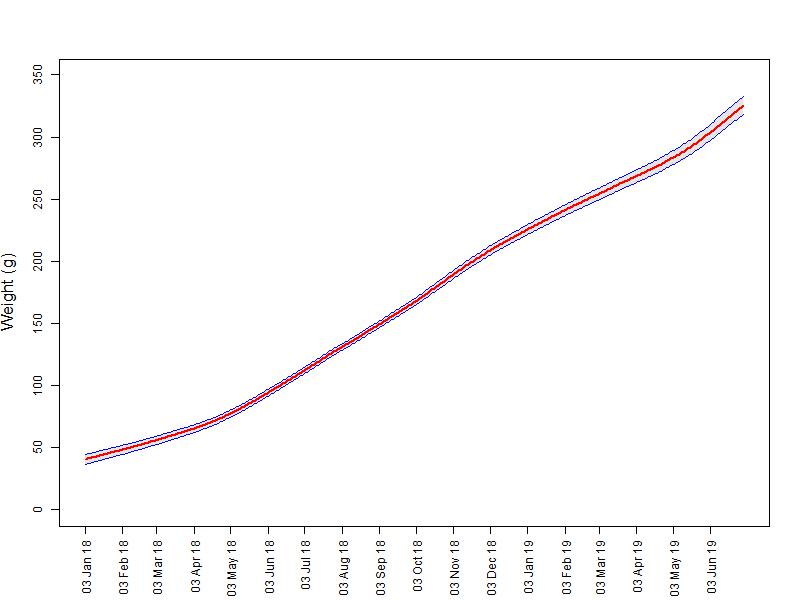 350
300
250
200
150
100
50
0
Weight (g)
03 Jan 18
03 Feb 18
03 Mar 18
03 Apr 18
03 May 18
03 Jun 18
03 Jul 18
03 Aug 18
03 Sep 18
03 Oct 18
03 Nov 18
03 Dec 18
03 Jan 19
03 Feb 19
03 Mar 19
03 Apr 19
03 May 19
03 Jun 19